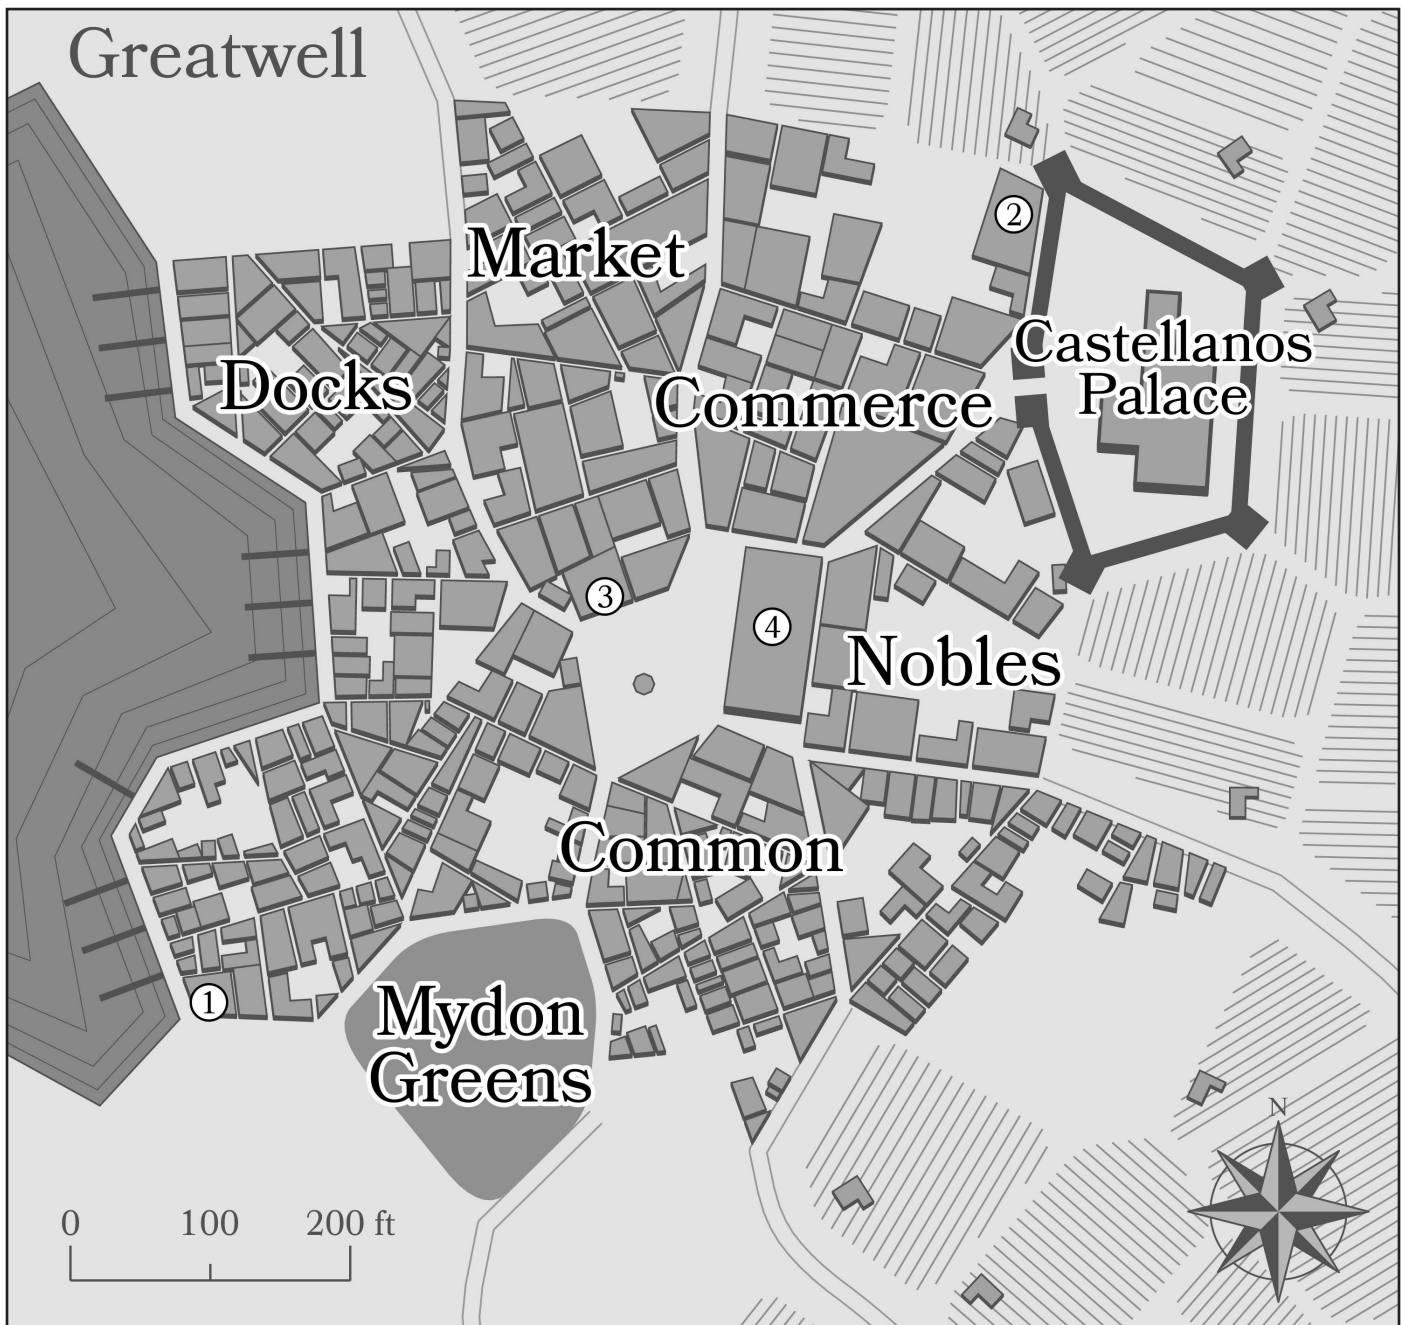 Greatwell
2
Market
Castellanos
Palace
Docks
Commerce
3
4
Nobles
Common
1
Mydon
Greens
N
0 100 200 ft